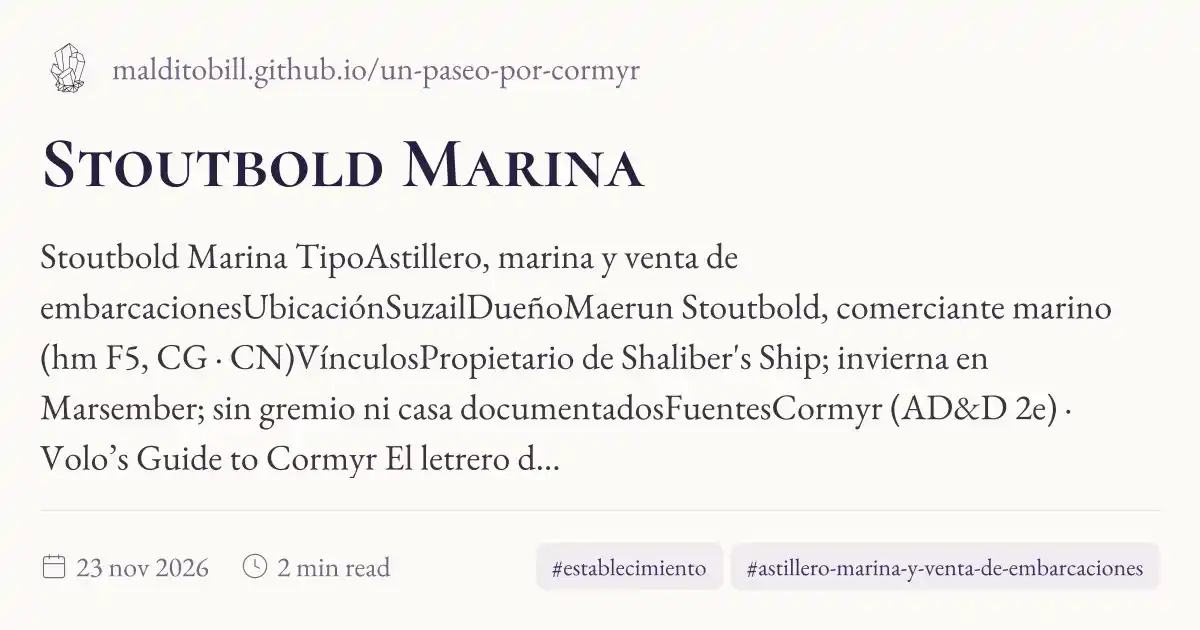 malditobill.github.io/un-paseo-por-cormyr
Stoutbold Marina
Stoutbold Marina TipoAstillero, marina y venta de
embarcacionesUbicaciónSuzailDueñoMaerun Stoutbold, comerciante marino
(hm F5, CG · CN)VínculosPropietario de Shaliber's Ship; invierna en
Marsember; sin gremio ni casa documentadosFuentesCormyr (AD&D 2e) ·
Volo’s Guide to Cormyr El letrero d...
23 nov 2026 2 min read #establecimiento #astillero-marina-y-venta-de-embarcaciones